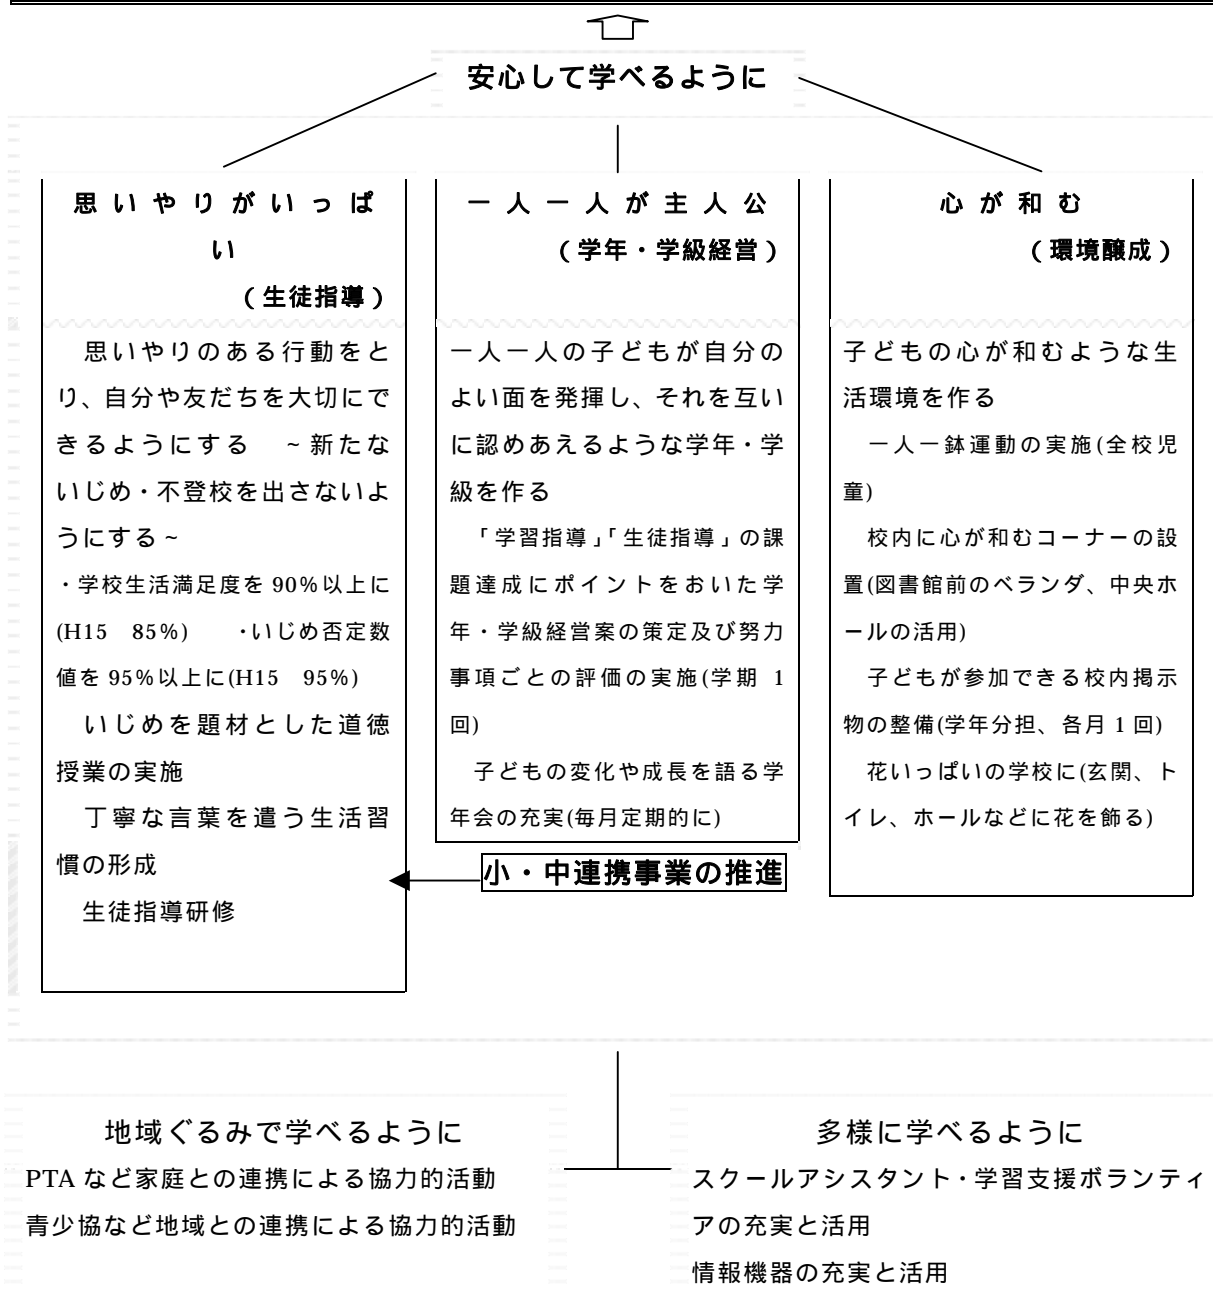 安心して学べるように
思いやりがいっぱ
い
(生徒指導)
思いやりのある行動をと
り、自分や友だちを大切にで
きるようにする　~新たな
いじめ・不登校を出さないよ
うにする~
・学校生活満足度を 90%以上に
(H15　85%)　・いじめ否定数
値を 95%以上に(H15　95%)
いじめを題材とした道徳
授業の実施
丁寧な言葉を遣う生活習
慣の形成
生徒指導研修
一人一人が主人公
(学年・学級経営)
一人一人の子どもが自分の
よい面を発揮し、それを互い
に認めあえるような学年・学
級を作る
「学習指導」「生徒指導」の課
題達成にポイントをおいた学
年・学級経営案の策定及び努力
事項ごとの評価の実施(学期 1
回)
子どもの変化や成長を語る学
年会の充実(毎月定期的に)
小・中連携事業の推進
心が和む
(環境醸成)
子どもの心が和むような生
活環境を作る
一人一鉢運動の実施(全校児
童)
校内に心が和むコーナーの設
置(図書館前のベランダ、中央ホ
ールの活用)
子どもが参加できる校内掲示
物の整備(学年分担、各月 1 回)
花いっぱいの学校に(玄関、ト
イレ、ホールなどに花を飾る)
地域ぐるみで学べるように
PTA など家庭との連携による協力的活動
青少協など地域との連携による協力的活動
多様に学べるように
スクールアシスタント・学習支援ボランティ
アの充実と活用
情報機器の充実と活用